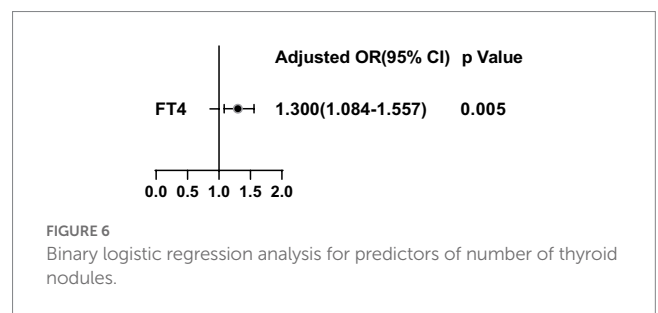 Adjusted OR(95% CI) p Value
FT4 1.300(1.084-1.557) 0.005
0.0 0.5 1.0 1.5 2.0
FIGURE 6
Binary logistic regression analysis for predictors of number of thyroid
nodules.